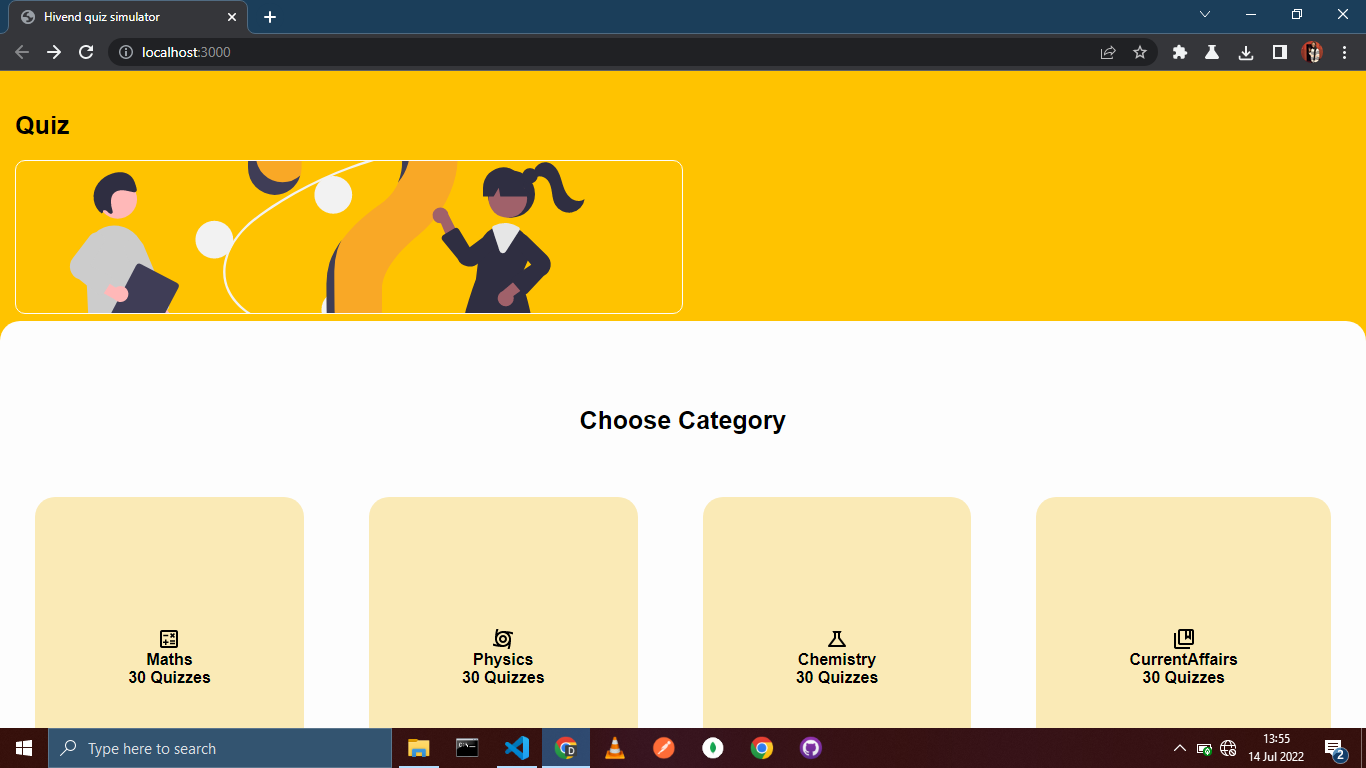 Hivend quiz simulator
localhost:3000
Quiz
Choose Category
Maths
30 Quizzes
Physics
30 Quizzes
Chemistry
30 Quizzes
CurrentAffairs
30 Quizzes
Type here to search
13:55
14 Jul 2022
2